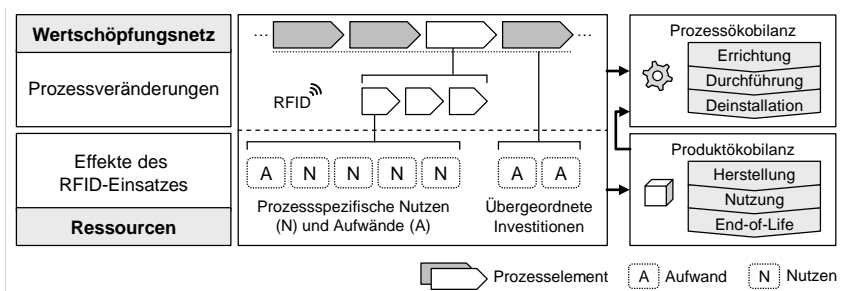 Wertschöpfungsnetz
Prozessveränderungen
Effekte des
RFID-Einsatzes
Ressourcen
... ...
RFID
A N N N N A A
Prozessspezifische Nutzen
(N) und Aufwände (A)
Übergeordnete
Investitionen
Prozessökobilanz
Errichtung
Durchführung
Deinstallation
Produktökobilanz
Herstellung
Nutzung
End-of-Life
Prozesselement A Aufwand N Nutzen